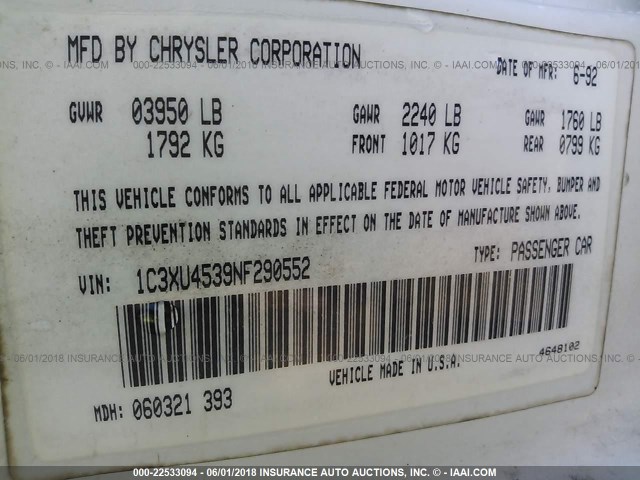 MFD BY CHRYSLER CORPORATION DATE OF MFR: 6-92
GVWR 03950 LB GAWR 2240 LB GAWR 1760 LB
1792 KG FRONT 1017 KG REAR 0799 KG
THIS VEHICLE CONFORMS TO ALL APPLICABLE FEDERAL MOTOR VEHICLE SAFETY, BUMPER AND
THEFT PREVENTION STANDARDS IN EFFECT ON THE DATE OF MANUFACTURE SHOWN ABOVE.
VIN: 1C3XU4539NF290552 TYPE: PASSENGER CAR
4648102
VEHICLE MADE IN U.S.A.
MDH: 060321 393
000-22533094 - 06/01/2018 INSURANCE AUTO AUCTIONS, INC. - © IAAI.COM